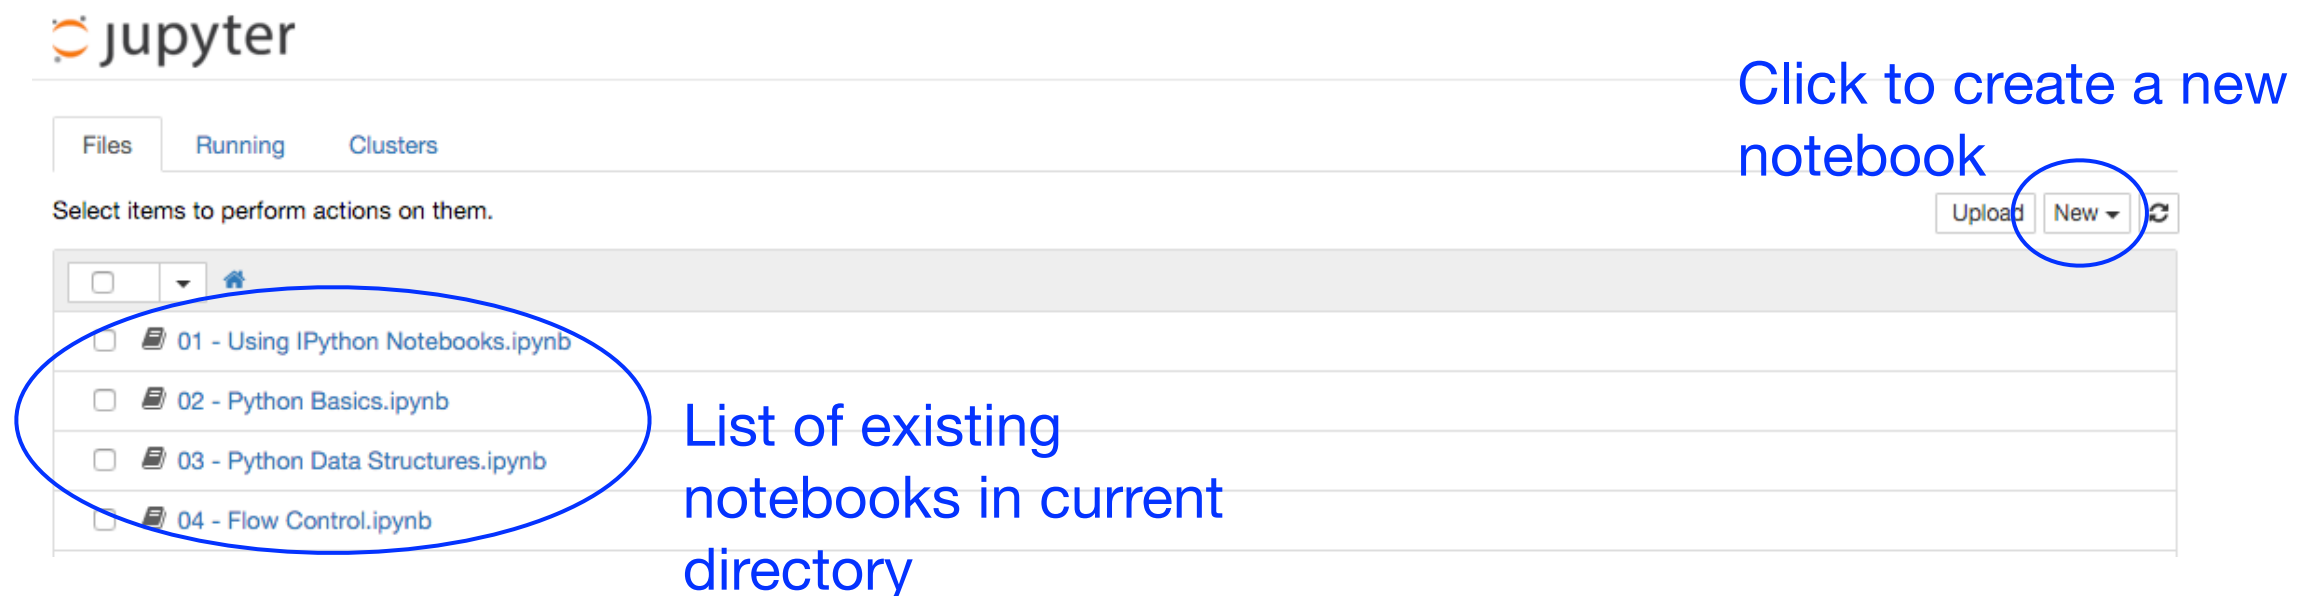 jupyter
Click to create a new
notebook
Files Running Clusters
Select items to perform actions on them.
Upload New
01 - Using IPython Notebooks.ipynb
02 - Python Basics.ipynb
03 - Python Data Structures.ipynb
04 - Flow Control.ipynb
List of existing
notebooks in current
directory